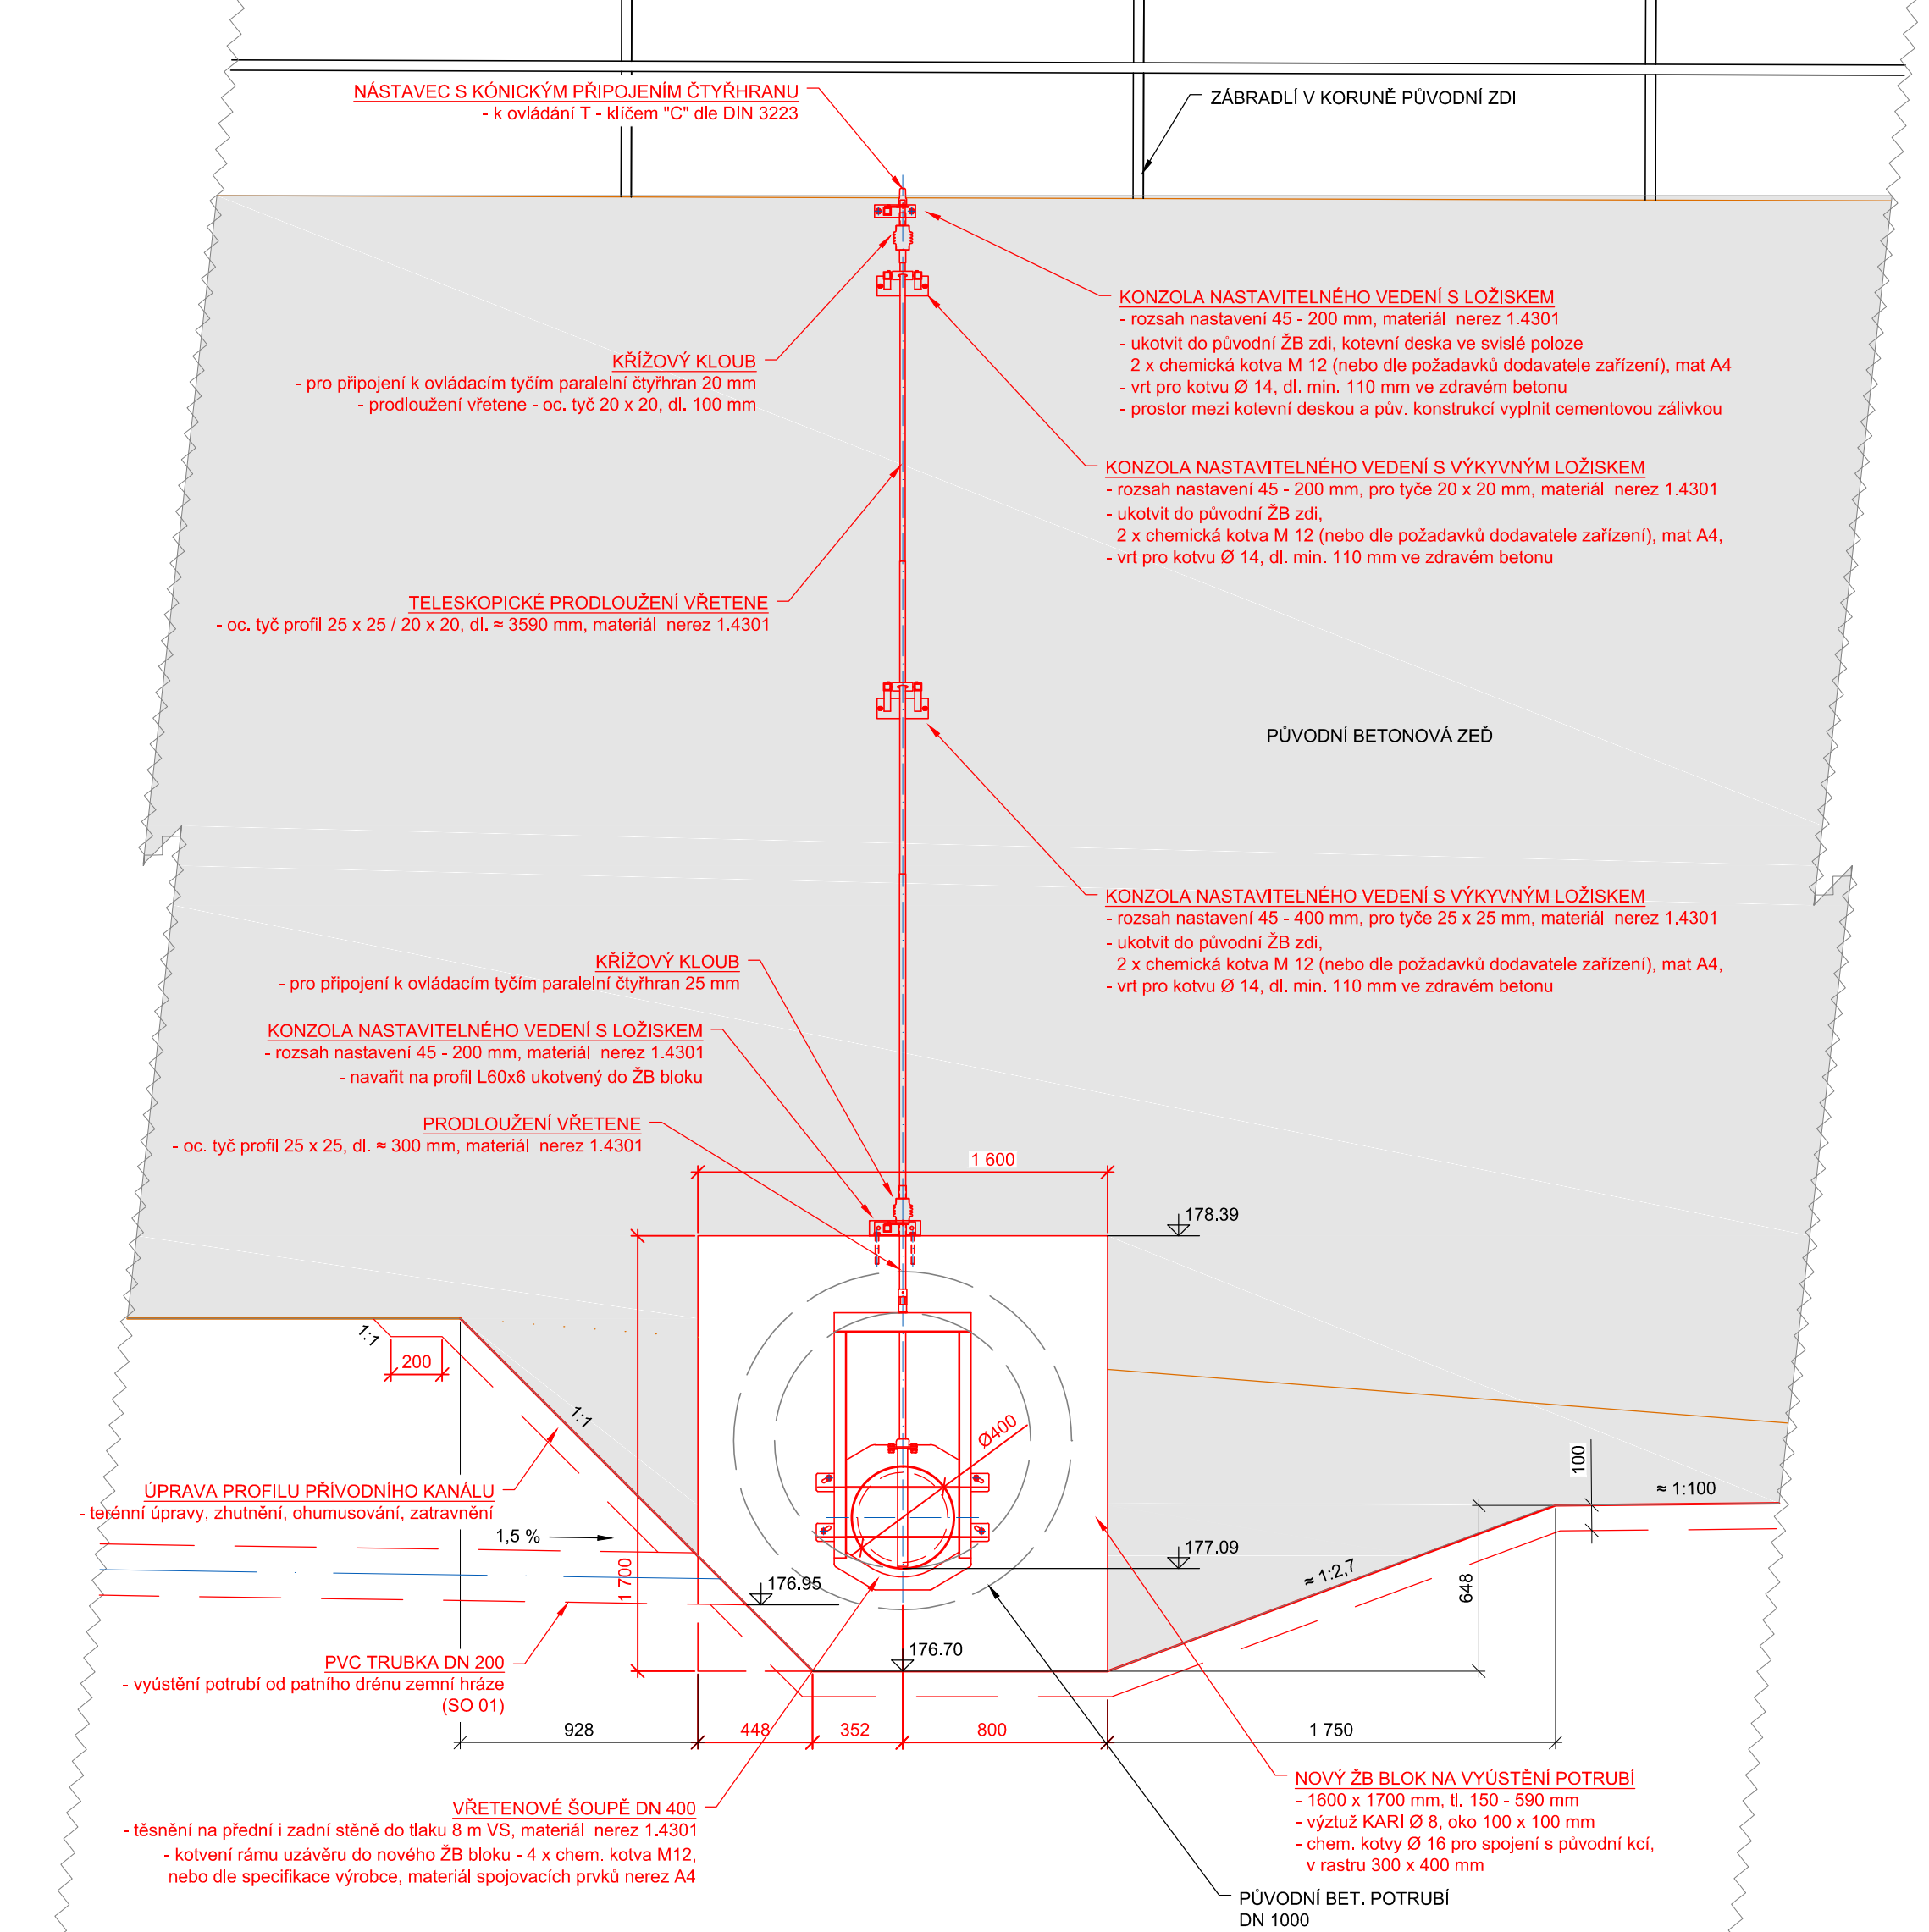 NÁSTAVEC S KÓNICKÝM PŘIPOJENÍM ČTYŘHRANU
- k ovládání T - klíčem "C" dle DIN 3223
ZÁBRADLÍ V KORUNĚ PŮVODNÍ ZDI
KONZOLA NASTAVITELNÉHO VEDENÍ S LOŽISKEM
- rozsah nastavení 45 - 200 mm, materiál nerez 1.4301
- ukotvit do původní ŽB zdi, kotevní deska ve svislé poloze
2 x chemická kotva M 12 (nebo dle požadavků dodavatele zařízení), mat A4
- vrt pro kotvu Ø 14, dl. min. 110 mm ve zdravém betonu
- prostor mezi kotevní deskou a pův. konstrukcí vyplnit cementovou zálivkou
KŘÍŽOVÝ KLOUB
- pro připojení k ovládacím tyčím paralelní čtyřhran 20 mm
- prodloužení vřetene - oc. tyč 20 x 20, dl. 100 mm
KONZOLA NASTAVITELNÉHO VEDENÍ S VÝKYVNÝM LOŽISKEM
- rozsah nastavení 45 - 200 mm, pro tyče 20 x 20 mm, materiál nerez 1.4301
- ukotvit do původní ŽB zdi,
2 x chemická kotva M 12 (nebo dle požadavků dodavatele zařízení), mat A4,
- vrt pro kotvu Ø 14, dl. min. 110 mm ve zdravém betonu
TELESKOPICKÉ PRODLOUŽENÍ VŘETENE
- oc. tyč profil 25 x 25 / 20 x 20, dl. ≈ 3590 mm, materiál nerez 1.4301
PŮVODNÍ BETONOVÁ ZEĎ
KONZOLA NASTAVITELNÉHO VEDENÍ S VÝKYVNÝM LOŽISKEM
- rozsah nastavení 45 - 400 mm, pro tyče 25 x 25 mm, materiál nerez 1.4301
- ukotvit do původní ŽB zdi,
2 x chemická kotva M 12 (nebo dle požadavků dodavatele zařízení), mat A4,
- vrt pro kotvu Ø 14, dl. min. 110 mm ve zdravém betonu
KŘÍŽOVÝ KLOUB
- pro připojení k ovládacím tyčím paralelní čtyřhran 25 mm
KONZOLA NASTAVITELNÉHO VEDENÍ S LOŽISKEM
- rozsah nastavení 45 - 200 mm, materiál nerez 1.4301
- navařit na profil L60x6 ukotvený do ŽB bloku
PRODLOUŽENÍ VŘETENE
- oc. tyč profil 25 x 25, dl. ≈ 300 mm, materiál nerez 1.4301
1 600
178.39
1:1
200
1:1
Ø400
100
≈ 1:100
ÚPRAVA PROFILU PŘÍVODNÍHO KANÁLU
- terénní úpravy, zhutnění, ohumusování, zatravnění
1,5 %
1 700
176.95
177.09
≈ 1:2,7
648
176.70
PVC TRUBKA DN 200
- vyústění potrubí od patního drénu zemní hráze
(SO 01)
928
448
352
800
1 750
VŘETENOVÉ ŠOUPĚ DN 400
- těsnění na přední i zadní stěně do tlaku 8 m VS, materiál nerez 1.4301
- kotvení rámu uzávěru do nového ŽB bloku - 4 x chem. kotva M12,
nebo dle specifikace výrobce, materiál spojovacích prvků nerez A4
NOVÝ ŽB BLOK NA VYÚSTĚNÍ POTRUBÍ
- 1600 x 1700 mm, tl. 150 - 590 mm
- výztuž KARI Ø 8, oko 100 x 100 mm
- chem. kotvy Ø 16 pro spojení s původní kcí,
v rastru 300 x 400 mm
PŮVODNÍ BET. POTRUBÍ
DN 1000